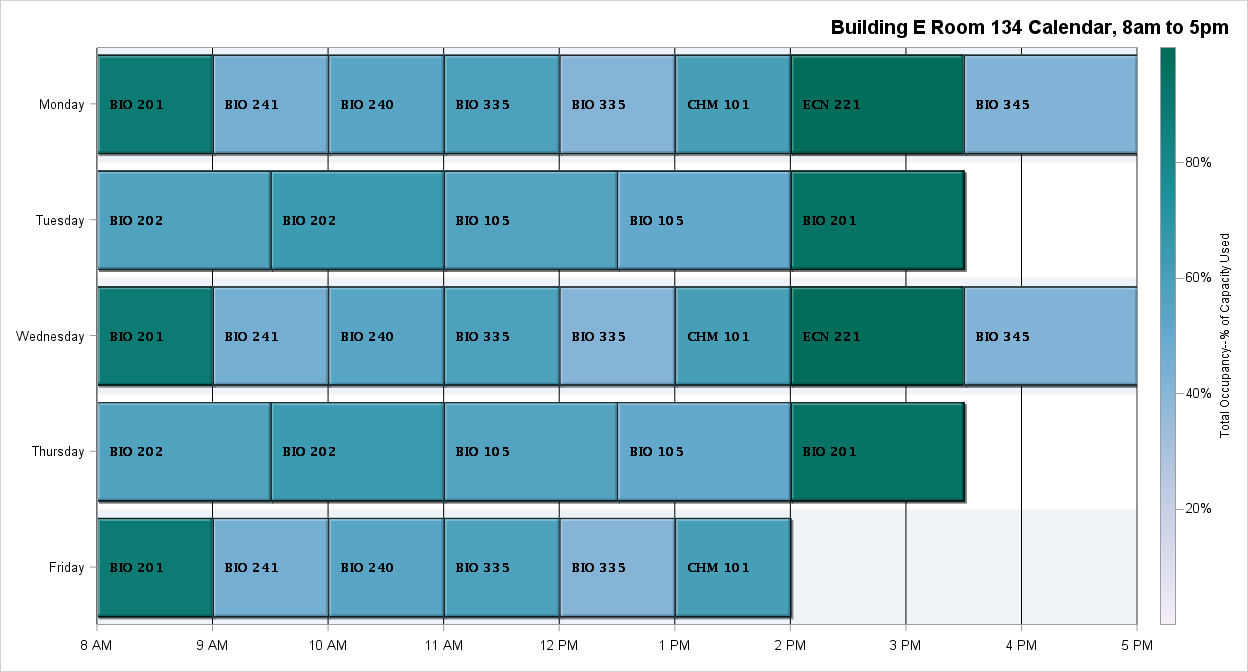 Building E Room 134 Calendar, 8am to 5pm
Monday BIO 201 BIO 241 BIO 240 BIO 335 BIO 335 CHM 101 ECN 221 BIO 345
Tuesday BIO 202 BIO 202 BIO 105 BIO 105 BIO 201
Wednesday BIO 201 BIO 241 BIO 240 BIO 335 BIO 335 CHM 101 ECN 221 BIO 345
Thursday BIO 202 BIO 202 BIO 105 BIO 105 BIO 201
Friday BIO 201 BIO 241 BIO 240 BIO 335 BIO 335 CHM 101
8 AM 9 AM 10 AM 11 AM 12 PM 1 PM 2 PM 3 PM 4 PM 5 PM
80%
60%
40%
20%
Total Occupancy--% of Capacity Used